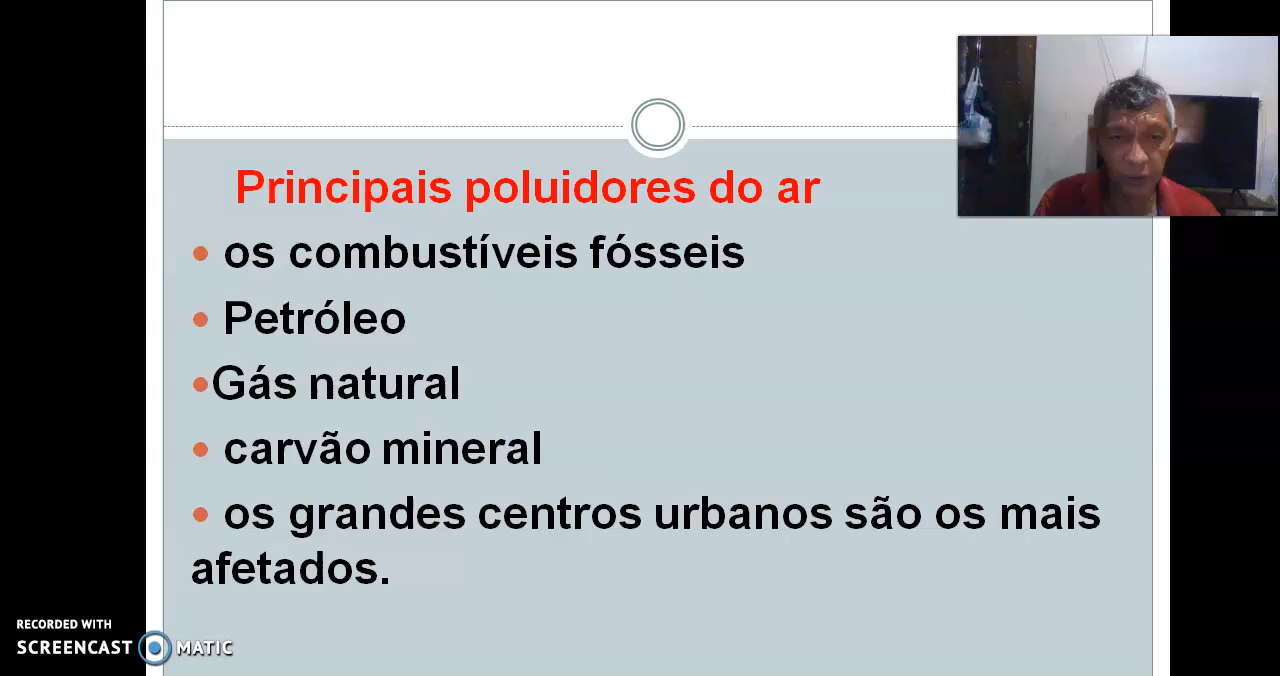 Principais poluidores do ar
os combustíveis fósseis
Petróleo
Gás natural
carvão mineral
os grandes centros urbanos são os mais
afetados.
RECORDED WITH
SCREENCAST MATIC